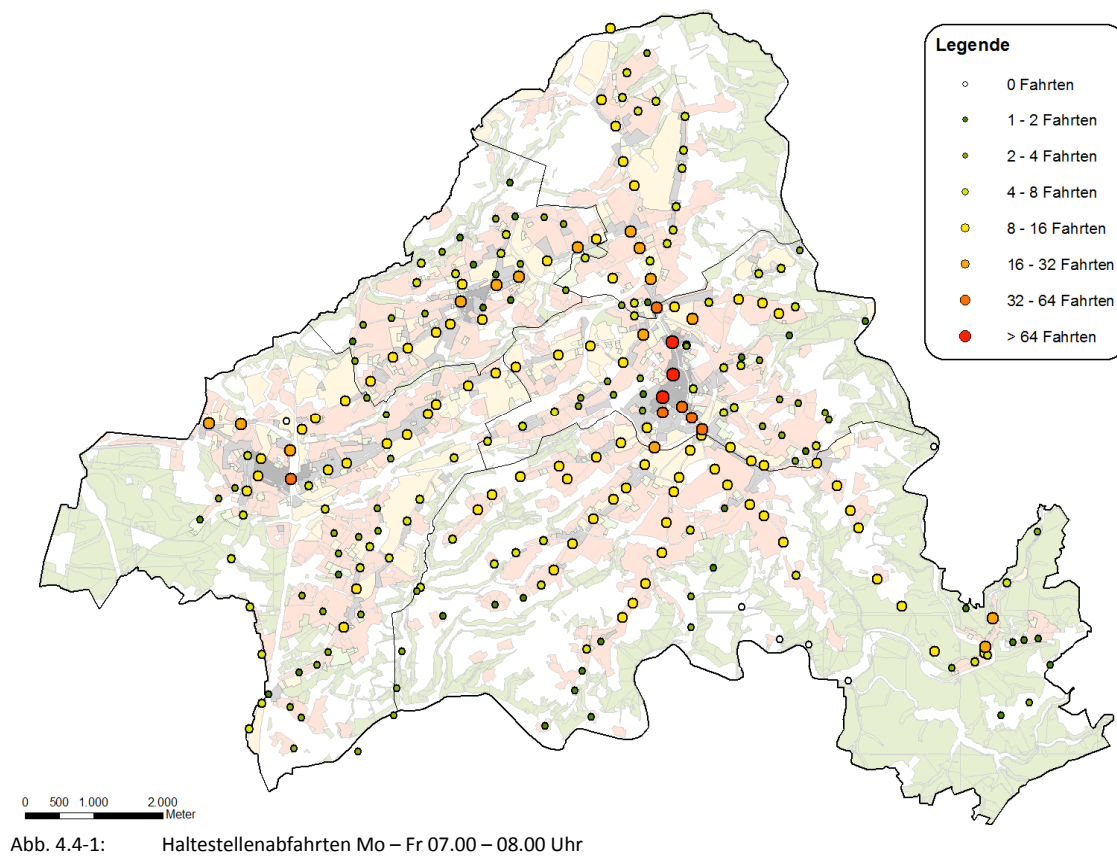 Legende
0 Fahrten
1 - 2 Fahrten
2 - 4 Fahrten
4 - 8 Fahrten
8 - 16 Fahrten
16 - 32 Fahrten
32 - 64 Fahrten
> 64 Fahrten
0 500 1.000 2.000
Meter
Abb. 4.4-1: Haltestellenabfahrten Mo – Fr 07.00 – 08.00 Uhr